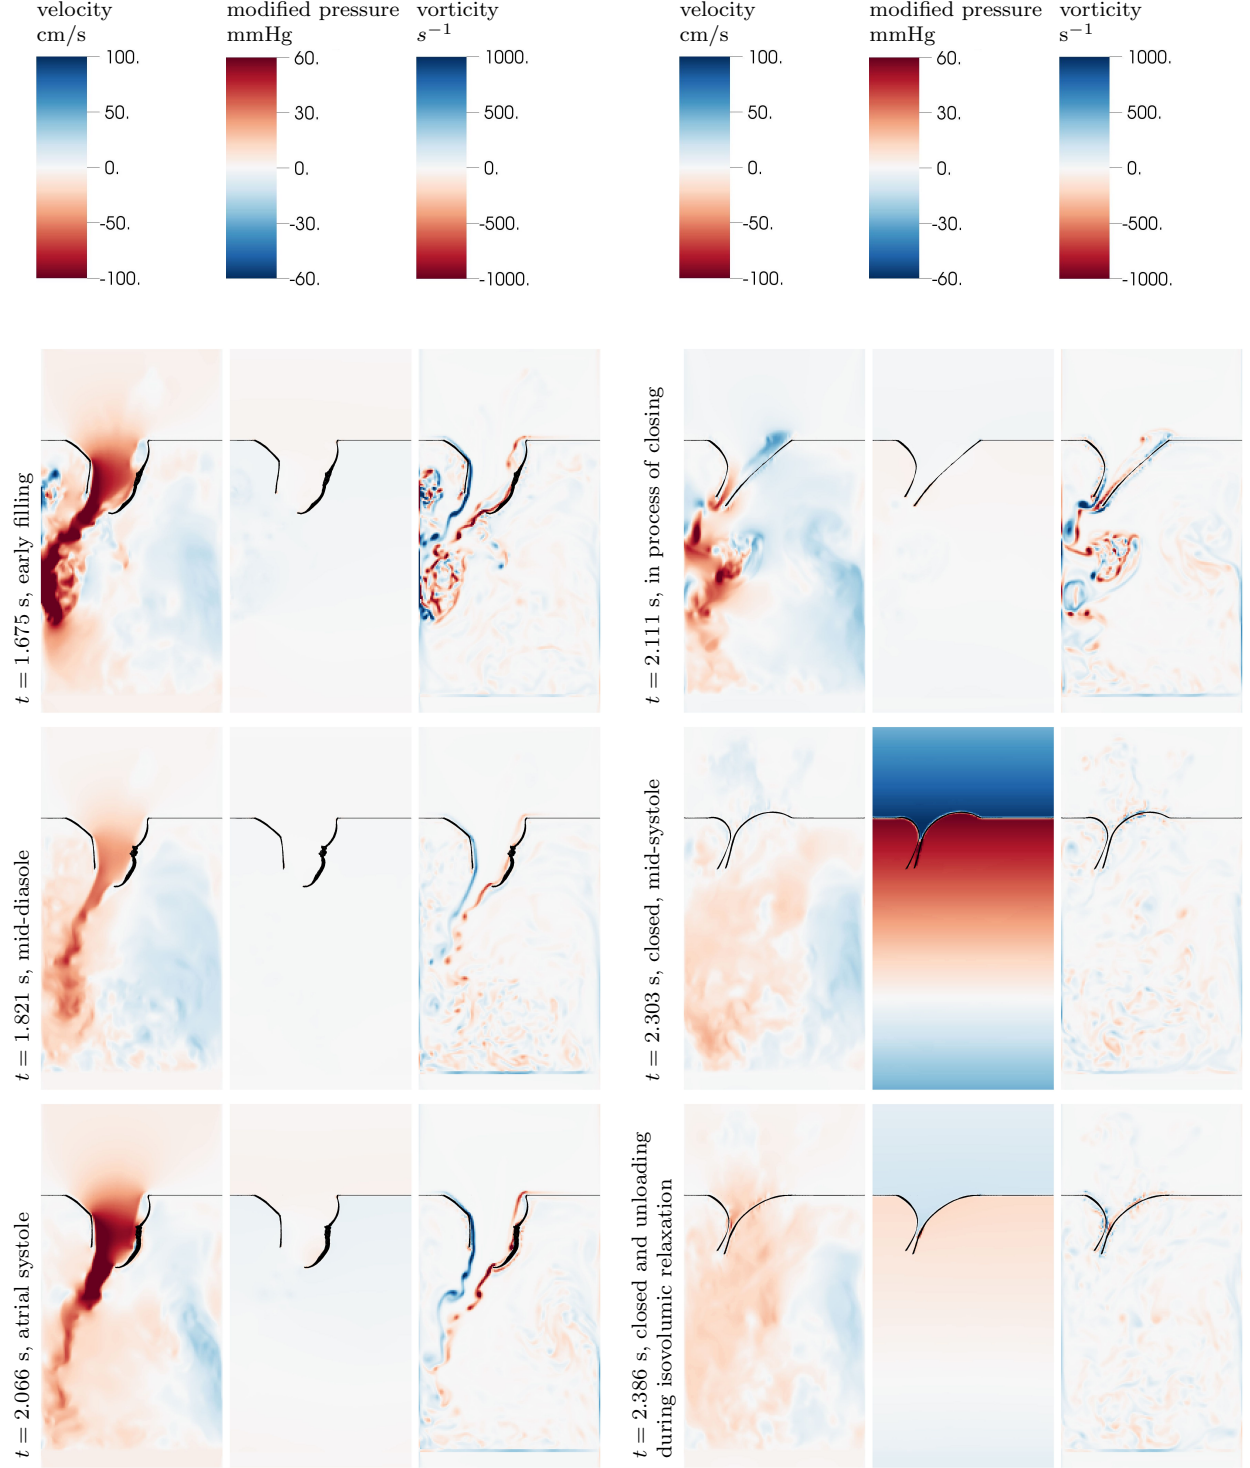 velocity
cm/s
100.
50.
0.
-50.
-100.
modified pressure
mmHg
60.
30.
0.
-30.
-60.
vorticity
s⁻¹
1000.
500.
0.
-500.
-1000.
velocity
cm/s
100.
50.
0.
-50.
-100.
modified pressure
mmHg
60.
30.
0.
-30.
-60.
vorticity
s⁻¹
1000.
500.
0.
-500.
-1000.
t = 1.675 s, early filling
t = 1.821 s, mid-diasole
t = 2.066 s, atrial systole
t = 2.111 s, in process of closing
t = 2.303 s, closed, mid-systole
t = 2.386 s, closed and unloading
during isovolumic relaxation